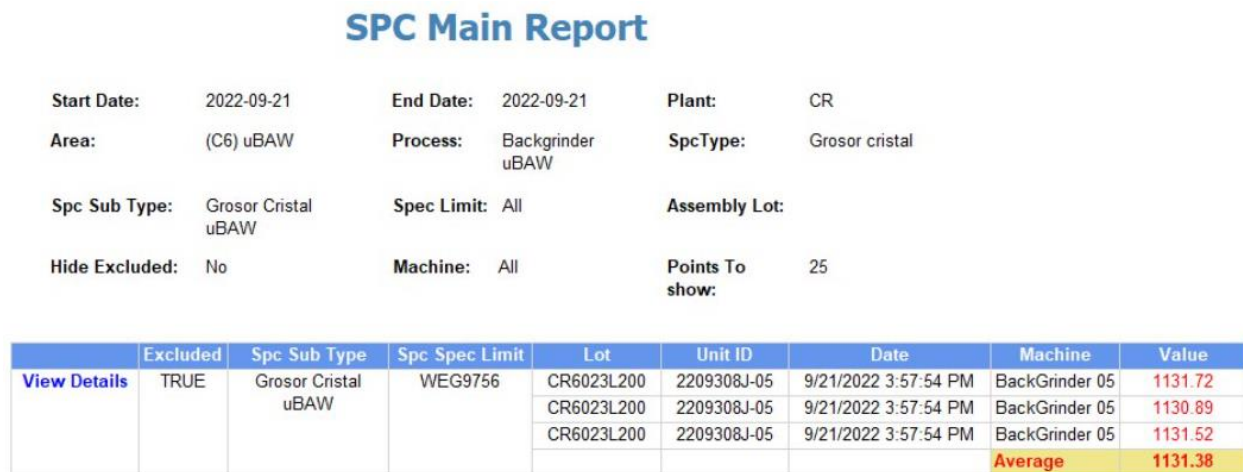 SPC Main Report
Start Date: 2022-09-21 End Date: 2022-09-21 Plant: CR
Area: (C6) uBAW Process: Backgrinder uBAW SpcType: Grosor cristal
Spc Sub Type: Grosor Cristal uBAW Spec Limit: All Assembly Lot:
Hide Excluded: No Machine: All Points To show: 25
Excluded Spc Sub Type Spc Spec Limit Lot Unit ID Date Machine Value
View Details TRUE Grosor Cristal uBAW WEG9756 CR6023L200 2209308J-05 9/21/2022 3:57:54 PM BackGrinder 05 1131.72
CR6023L200 2209308J-05 9/21/2022 3:57:54 PM BackGrinder 05 1130.89
CR6023L200 2209308J-05 9/21/2022 3:57:54 PM BackGrinder 05 1131.52
Average 1131.38